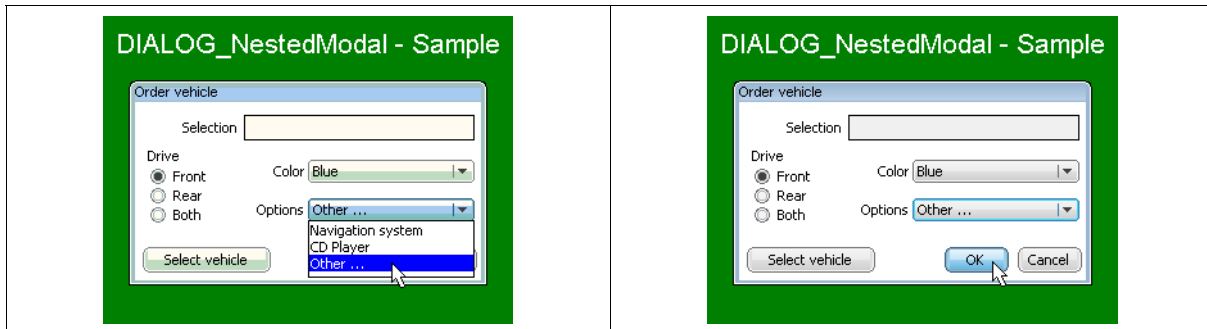 DIALOG_NestedModal - Sample
Order vehicle
Selection
Drive
Front
Rear
Both
Color Blue
Options Other ...
Navigation system
CD Player
Other ...
Select vehicle
DIALOG_NestedModal - Sample
Order vehicle
Selection
Drive
Front
Rear
Both
Color Blue
Options Other ...
Select vehicle
OK
Cancel